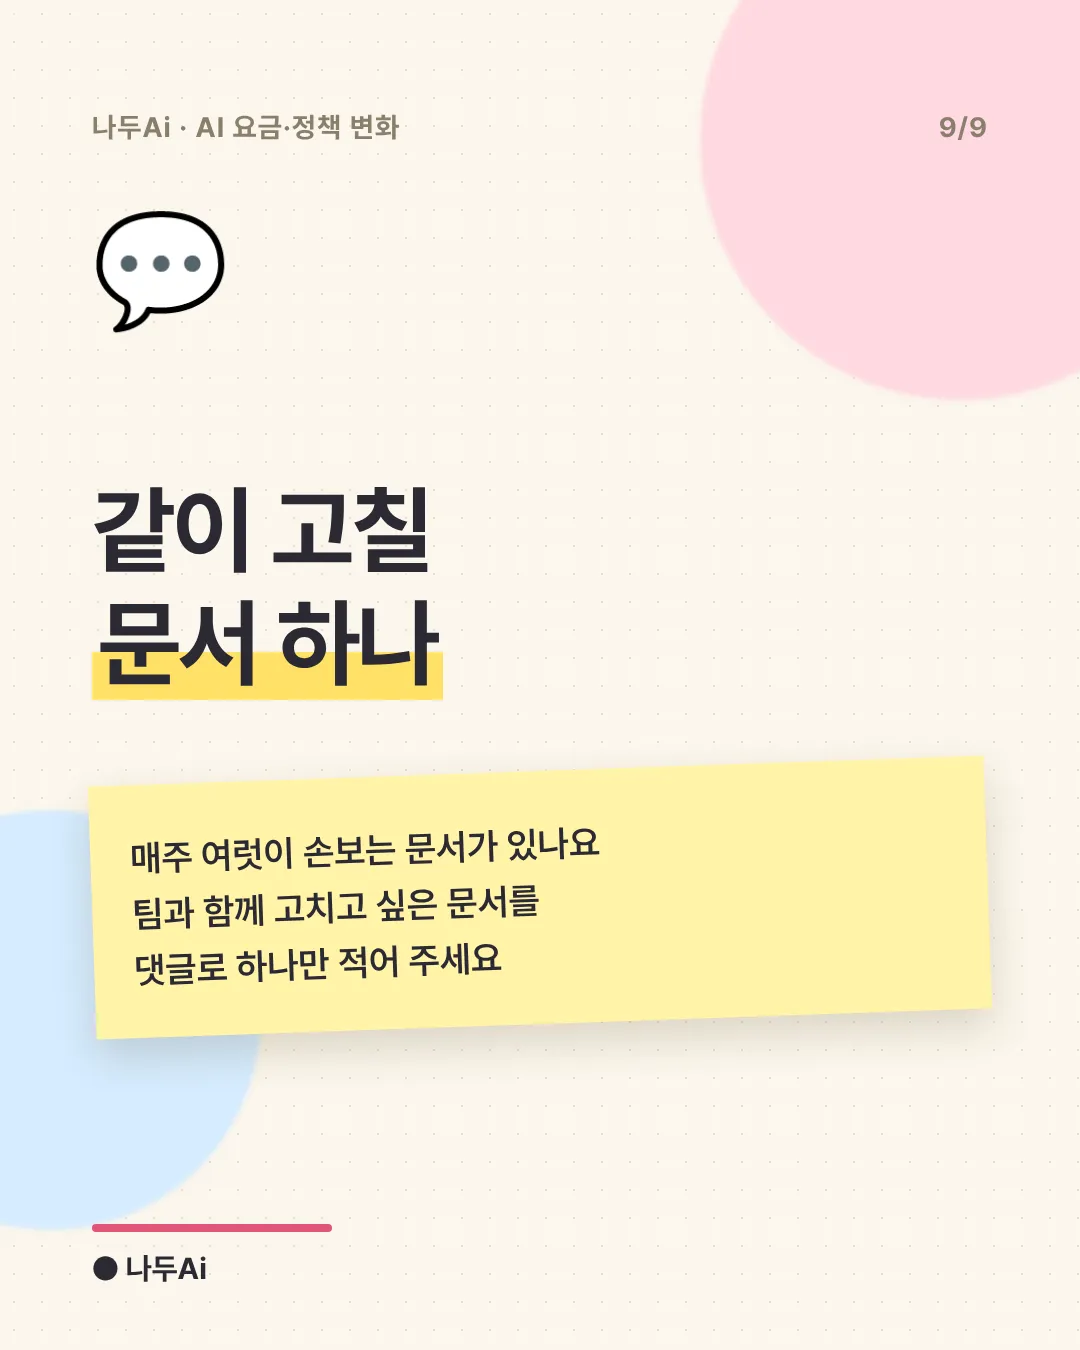 나두Ai · AI 요금·정책 변화
9/9
같이 고칠
문서 하나
매주 여럿이 손보는 문서가 있나요
팀과 함께 고치고 싶은 문서를
댓글로 하나만 적어 주세요
나두Ai